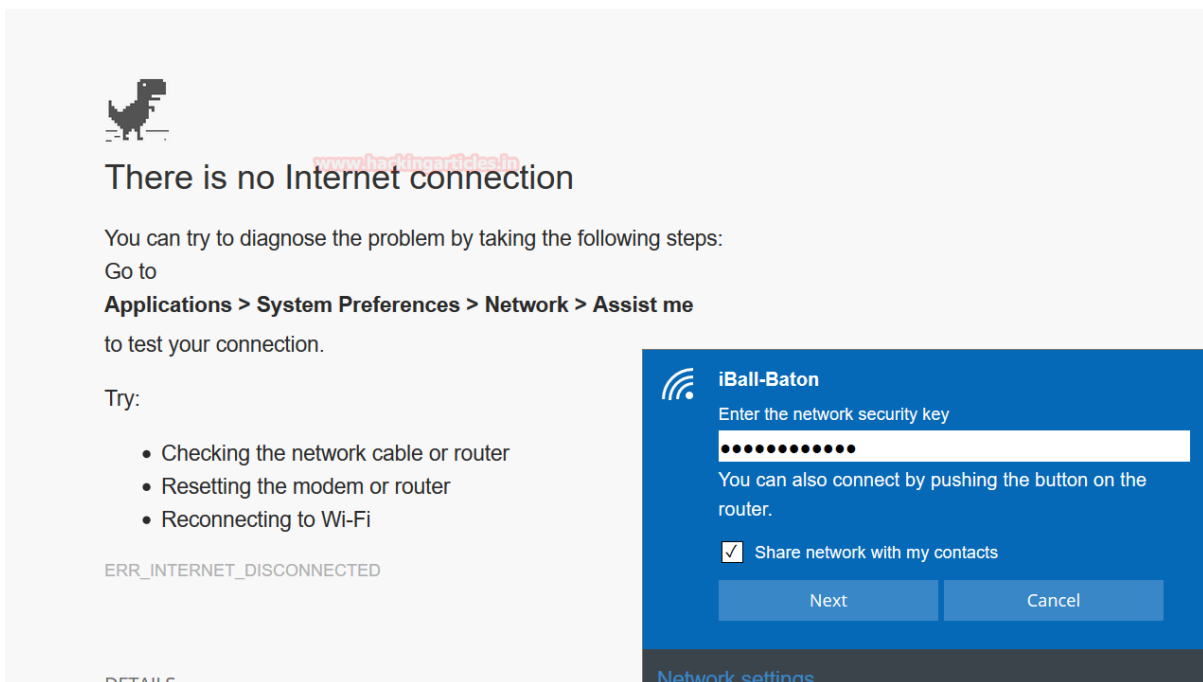 www.hackingarticles.in
There is no Internet connection
You can try to diagnose the problem by taking the following steps:
Go to
Applications > System Preferences > Network > Assist me
to test your connection.
Try:
• Checking the network cable or router
• Resetting the modem or router
• Reconnecting to Wi-Fi
ERR_INTERNET_DISCONNECTED
DETAILS
iBall-Baton
Enter the network security key
●●●●●●●●●●●●
You can also connect by pushing the button on the
router.
Share network with my contacts
Next
Cancel
Network settings